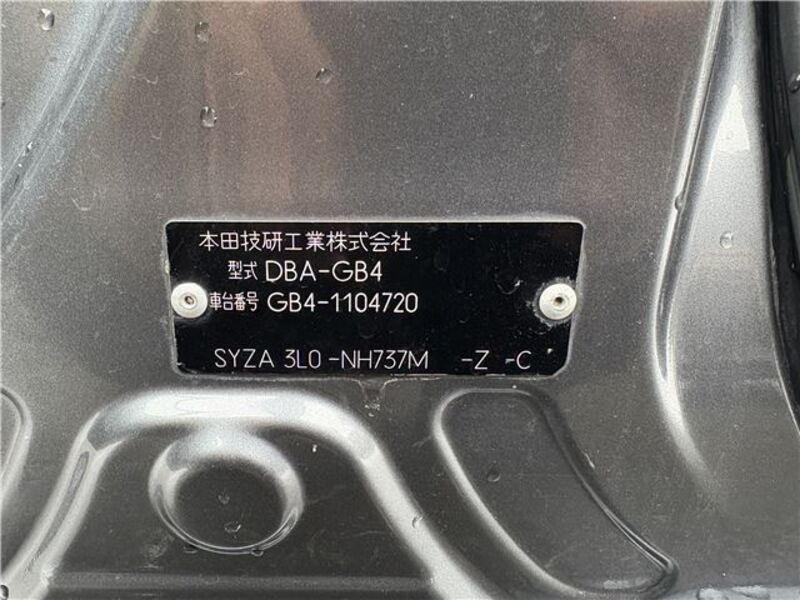 本田技研工業株式会社
型式 DBA-GB4
車台番号 GB4-1104720
SYZA 3L0 -NH737M -Z -C